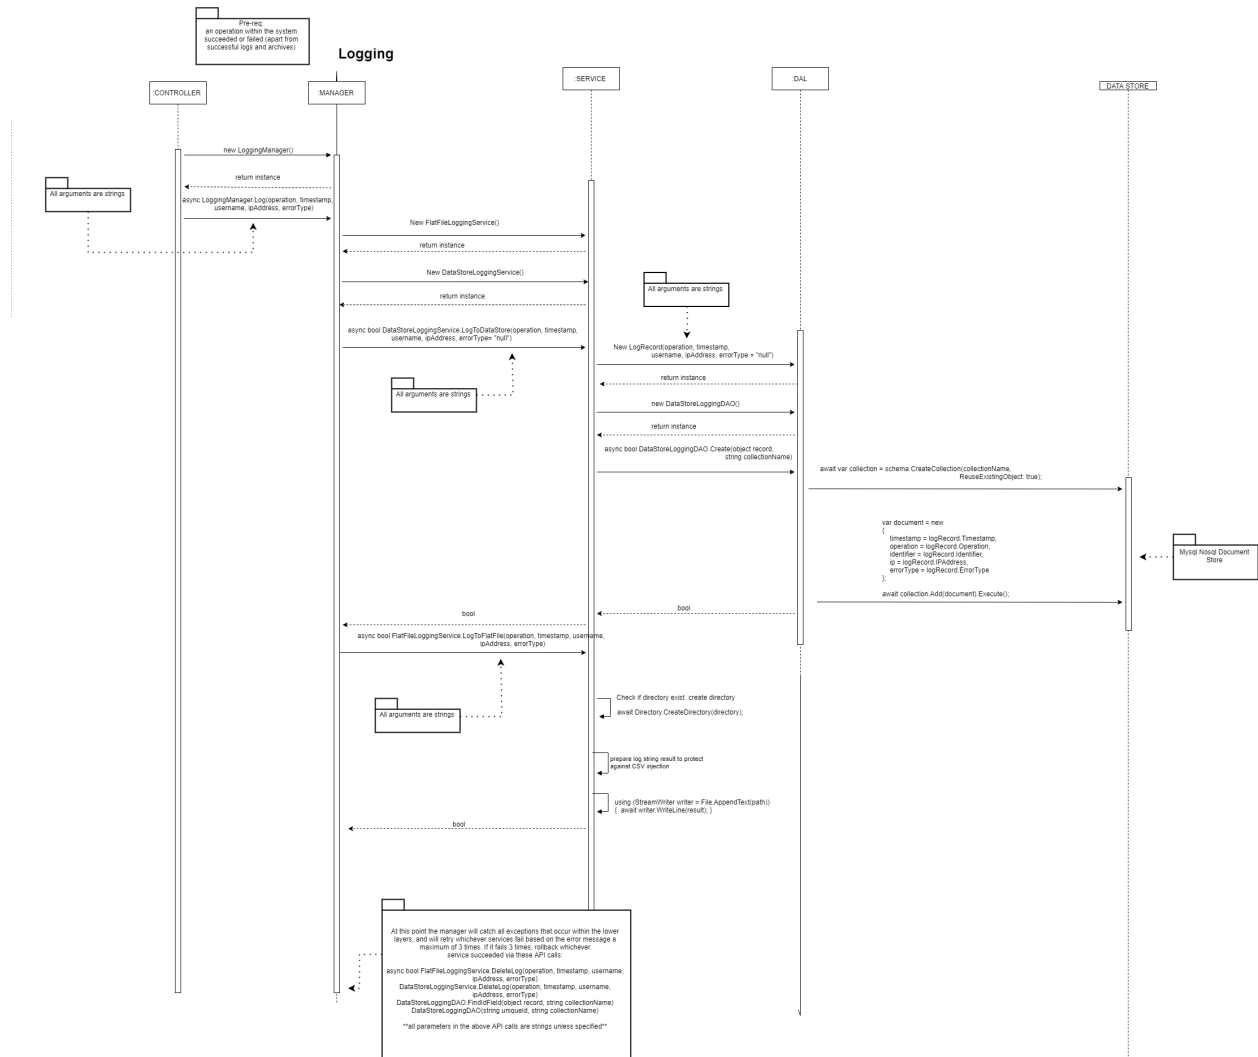 Pre-req:
an operation within the system
succeeded or failed (apart from
successful logs and archives)
Logging
:CONTROLLER
:MANAGER
:SERVICE
:DAL
:DATA STORE
new LoggingManager()
return instance
All arguments are strings
async LoggingManager.Log(operation, timestamp,
username, ipAddress, errorType)
New FlatFileLoggingService()
return instance
New DataStoreLoggingService()
return instance
All arguments are strings
async bool DataStoreLoggingService.LogToDataStore(operation, timestamp,
username, ipAddress, errorType= "null")
New LogRecord(operation, timestamp,
username, ipAddress, errorType = "null")
return instance
All arguments are strings
new DataStoreLoggingDAO()
return instance
async bool DataStoreLoggingDAO.Create(object record,
string collectionName)
await var collection = schema.CreateCollection(collectionName,
ReuseExistingObject: true);
var document = new
{
timestamp = logRecord.Timestamp,
operation = logRecord.Operation,
identifier = logRecord.Identifier,
ip = logRecord.IPAddress,
errorType = logRecord.ErrorType
};
Mysql Nosql Document
Store
await collection.Add(document).Execute();
bool
bool
async bool FlatFileLoggingService.LogToFlatFile(operation, timestamp, username,
ipAddress, errorType)
All arguments are strings
Check if directory exist. create directory
await Directory.CreateDirectory(directory);
prepare log string result to protect
against CSV injection
using (StreamWriter writer = File.AppendText(path))
{ await writer.WriteLine(result); }
bool
At this point the manager will catch all exceptions that occur within the lower
layers, and will retry whichever services fail based on the error message a
maximum of 3 times. If it fails 3 times, rollback whichever
service succeeded via these API calls:
async bool FlatFileLoggingService.DeleteLog(operation, timestamp, username,
ipAddress, errorType)
DataStoreLoggingService.DeleteLog(operation, timestamp, username,
ipAddress, errorType)
DataStoreLoggingDAO.FindIdField(object record, string collectionName)
DataStoreLoggingDAO(string uniqueId, string collectionName)
**all parameters in the above API calls are strings unless specified**